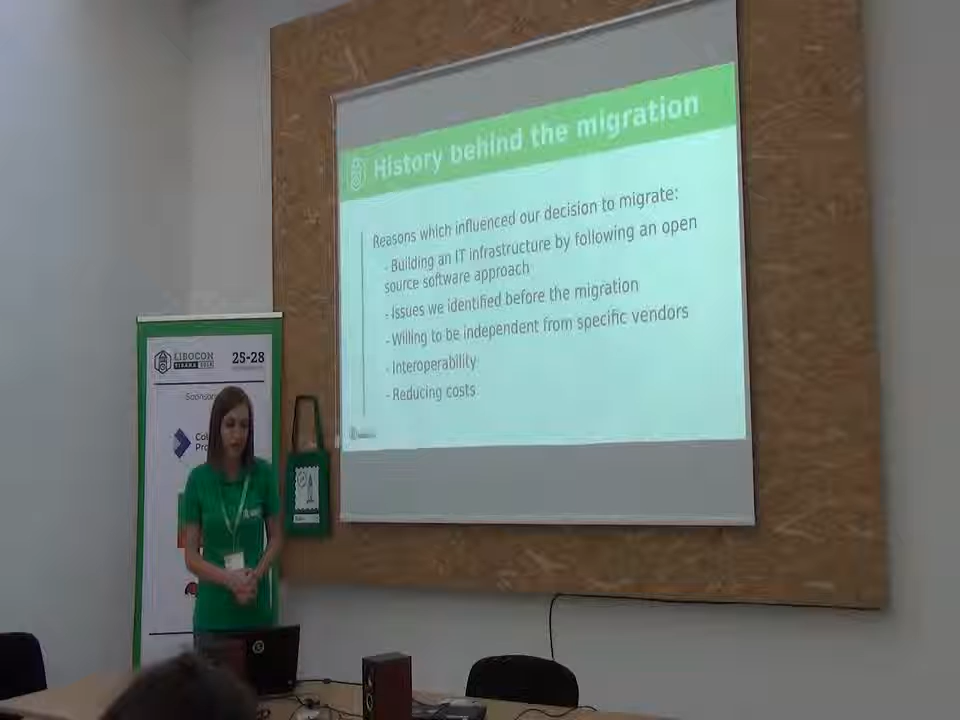 History behind the migration
Reasons which influenced our decision to migrate:
- Building an IT infrastructure by following an open
source software approach
- Issues we identified before the migration
- Willing to be independent from specific vendors
- Interoperability
- Reducing costs
LIBOCON
TIRANA 2018
25-28